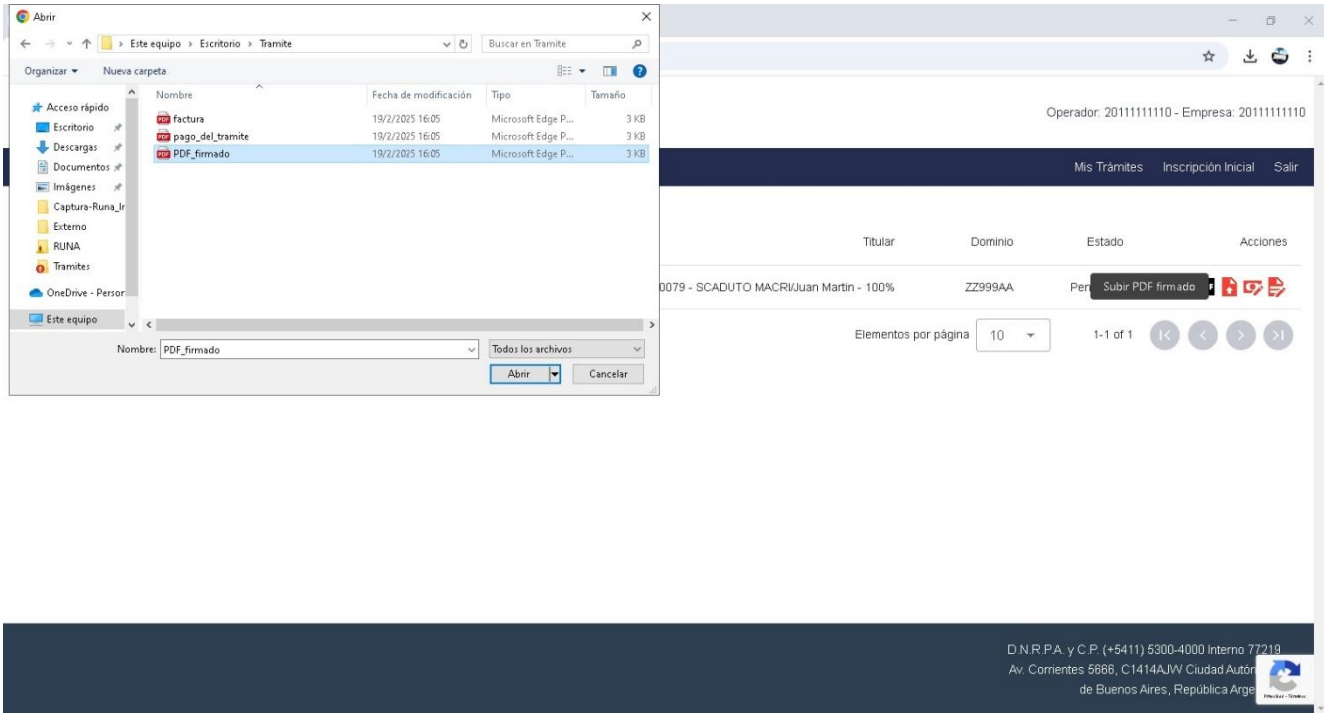 Abrir
Este equipo > Escritorio > Tramite
Buscar en Tramite
Organizar
Nueva carpeta
Acceso rápido
Escritorio
Descargas
Documentos
Imágenes
Captura-Runa_Ir
Externo
RUNA
Tramites
OneDrive - Person
Este equipo
Nombre Fecha de modificación Tipo Tamaño
factura 19/2/2025 16:05 Microsoft Edge P... 3 KB
pago_del_tramite 19/2/2025 16:05 Microsoft Edge P... 3 KB
PDF_firmado 19/2/2025 16:05 Microsoft Edge P... 3 KB
Nombre: PDF_firmado
Todos los archivos
Abrir Cancelar
Operador: 20111111110 - Empresa: 20111111110
Mis Trámites Inscripción Inicial Salir
Titular Dominio Estado Acciones
0079 - SCADUTO MACRI/Juan Martin - 100% ZZ999AA Pen
Subir PDF firmado
Elementos por página 10 1-1 of 1
D.N.R.P.A. y C.P. (+5411) 5300-4000 Interno 77219
Av. Corrientes 5666, C1414AJW Ciudad Autón
de Buenos Aires, República Arge